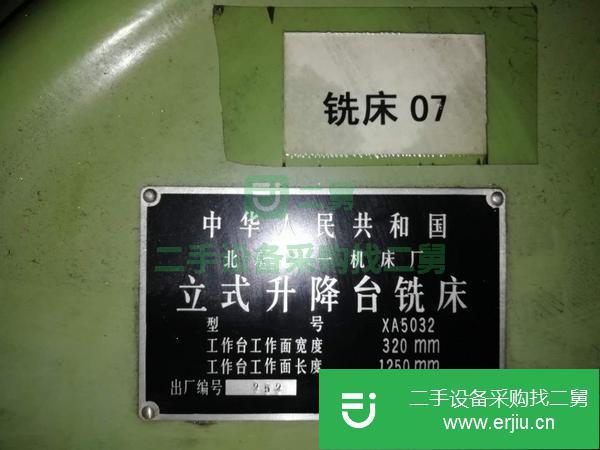 铣床 07
二舅
中华人民共和国
二手设备采购找二舅
北 一机床厂
立式升降台铣床
型 号 XA5032
工作台工作面宽度 320 mm
工作台工作面长度 1250 mm
出厂编号 252
二手设备采购找二舅
www.erjiu.cn